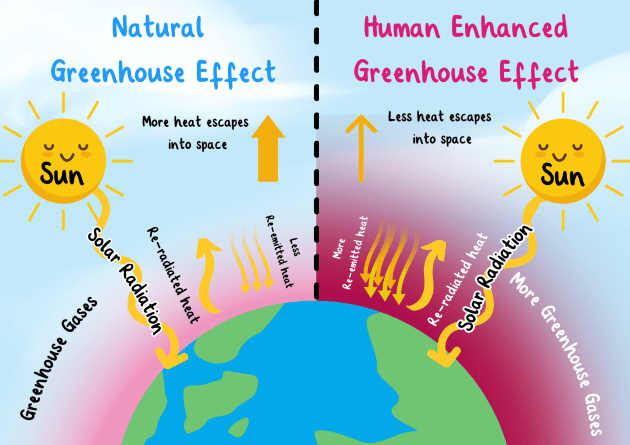 Natural
Greenhouse Effect
More heat escapes
into space
Sun
Solar Radiation
Re-radiated heat
Less
Re-emitted heat
Greenhouse Gases
Human Enhanced
Greenhouse Effect
Less heat escapes
into space
Sun
More
Re-emitted heat
Re-radiated heat
Solar Radiation
More Greenhouse Gases